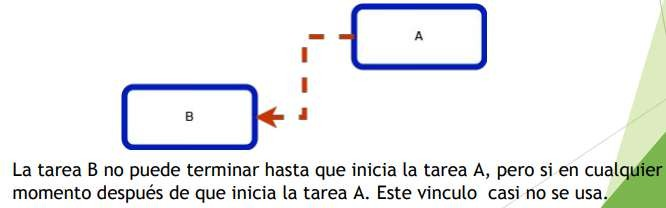 A
B
La tarea B no puede terminar hasta que inicia la tarea A, pero si en cualquier
momento después de que inicia la tarea A. Este vinculo casi no se usa.